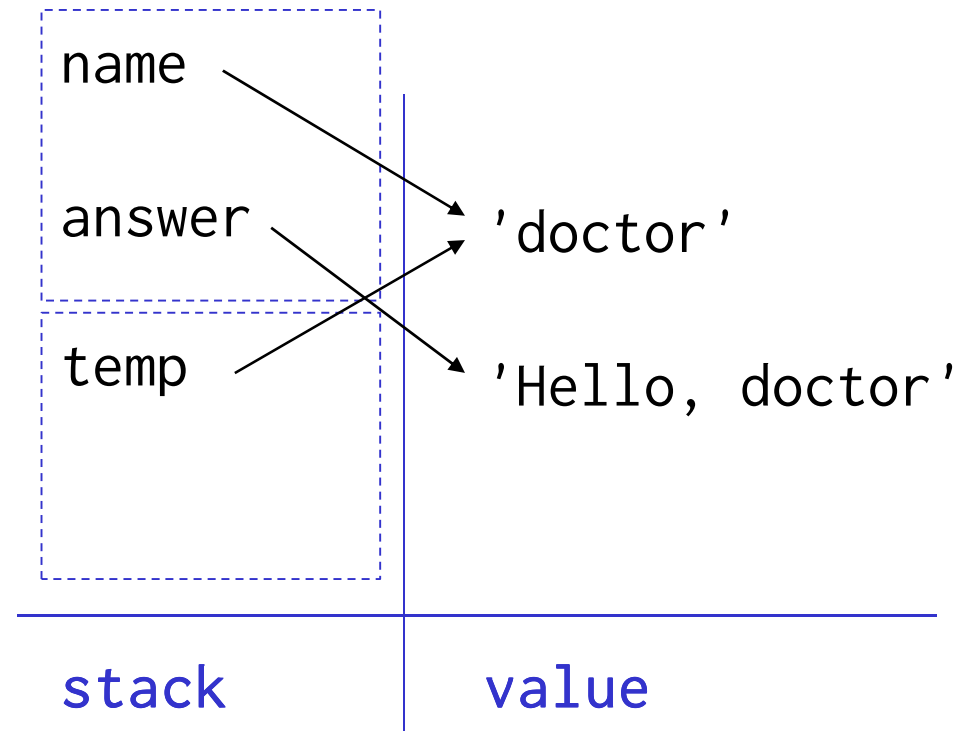 name
answer
'doctor'
temp
'Hello, doctor'
stack
value